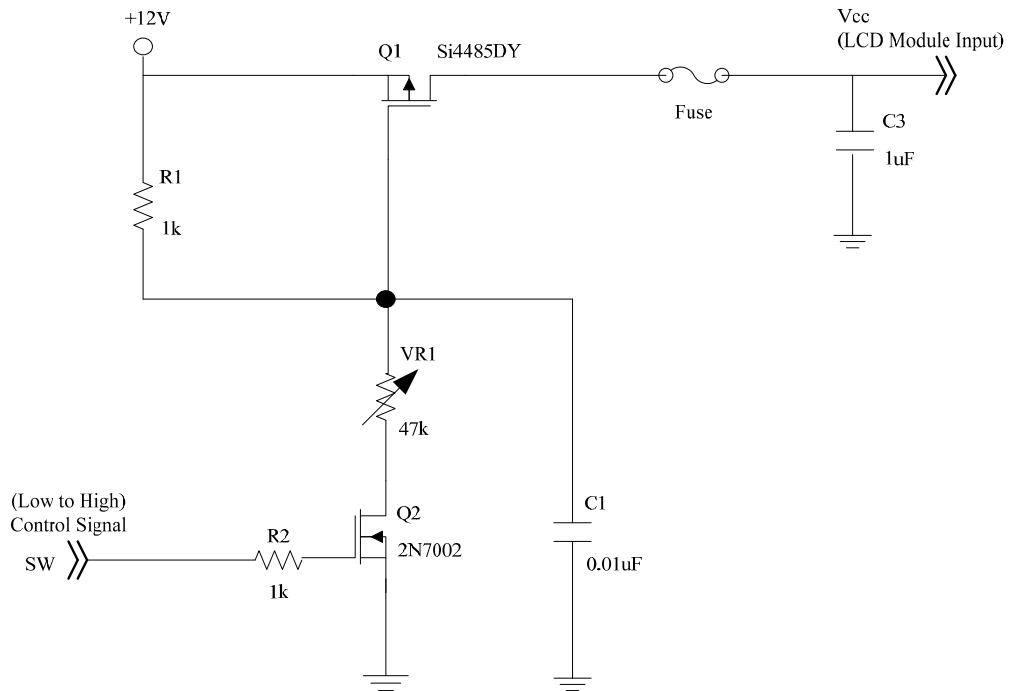 +12V
Q1
Si4485DY
Vcc
(LCD Module Input)
Fuse
C3
1uF
R1
1k
VR1
47k
(Low to High)
Control Signal
SW
R2
1k
Q2
2N7002
C1
0.01uF